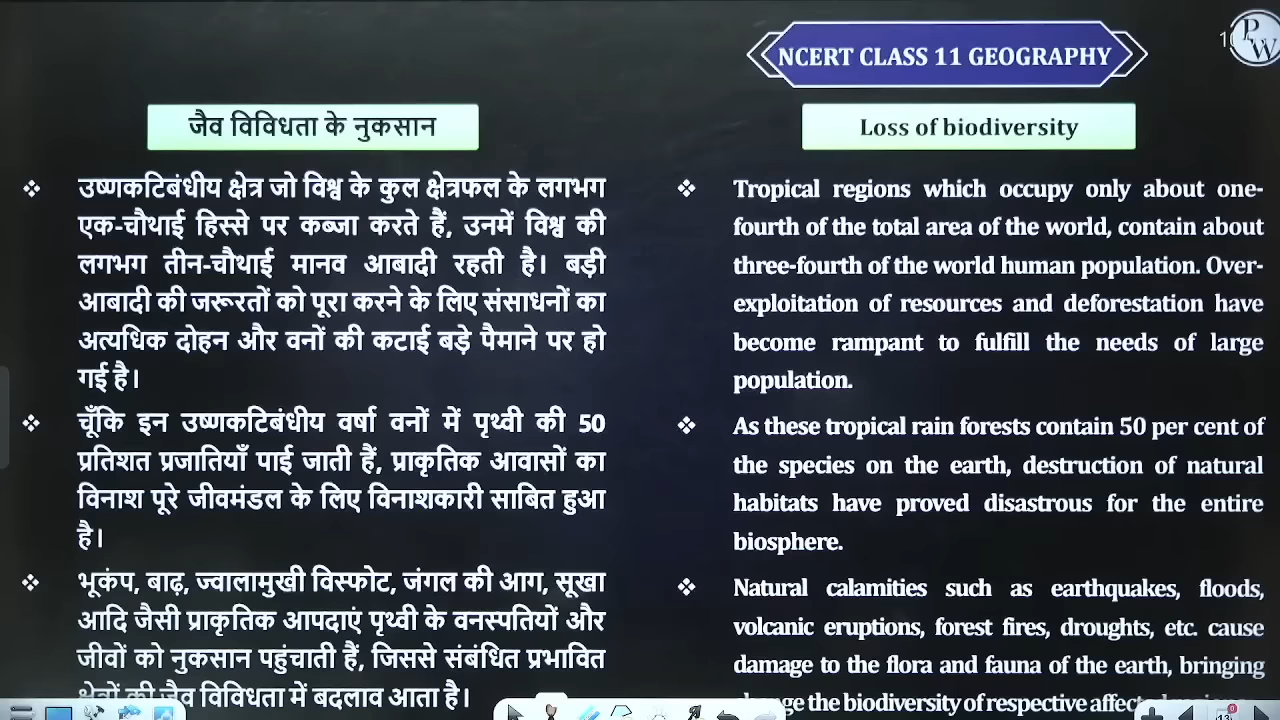 NCERT CLASS 11 GEOGRAPHY
PW
जैव विविधता के नुकसान
उष्णकटिबंधीय क्षेत्र जो विश्व के कुल क्षेत्रफल के लगभग
एक-चौथाई हिस्से पर कब्जा करते हैं, उनमें विश्व की
लगभग तीन-चौथाई मानव आबादी रहती है। बड़ी
आबादी की जरूरतों को पूरा करने के लिए संसाधनों का
अत्यधिक दोहन और वनों की कटाई बड़े पैमाने पर हो
गई है।
चूँकि इन उष्णकटिबंधीय वर्षा वनों में पृथ्वी की 50
प्रतिशत प्रजातियाँ पाई जाती हैं, प्राकृतिक आवासों का
विनाश पूरे जीवमंडल के लिए विनाशकारी साबित हुआ
है।
भूकंप, बाढ़, ज्वालामुखी विस्फोट, जंगल की आग, सूखा
आदि जैसी प्राकृतिक आपदाएं पृथ्वी के वनस्पतियों और
जीवों को नुकसान पहुंचाती हैं, जिससे संबंधित प्रभावित
क्षेत्रों की जैव विविधता में बदलाव आता है।
Loss of biodiversity
Tropical regions which occupy only about one-
fourth of the total area of the world, contain about
three-fourth of the world human population. Over-
exploitation of resources and deforestation have
become rampant to fulfill the needs of large
population.
As these tropical rain forests contain 50 per cent of
the species on the earth, destruction of natural
habitats have proved disastrous for the entire
biosphere.
Natural calamities such as earthquakes, floods,
volcanic eruptions, forest fires, droughts, etc. cause
damage to the flora and fauna of the earth, bringing
the biodiversity of respective